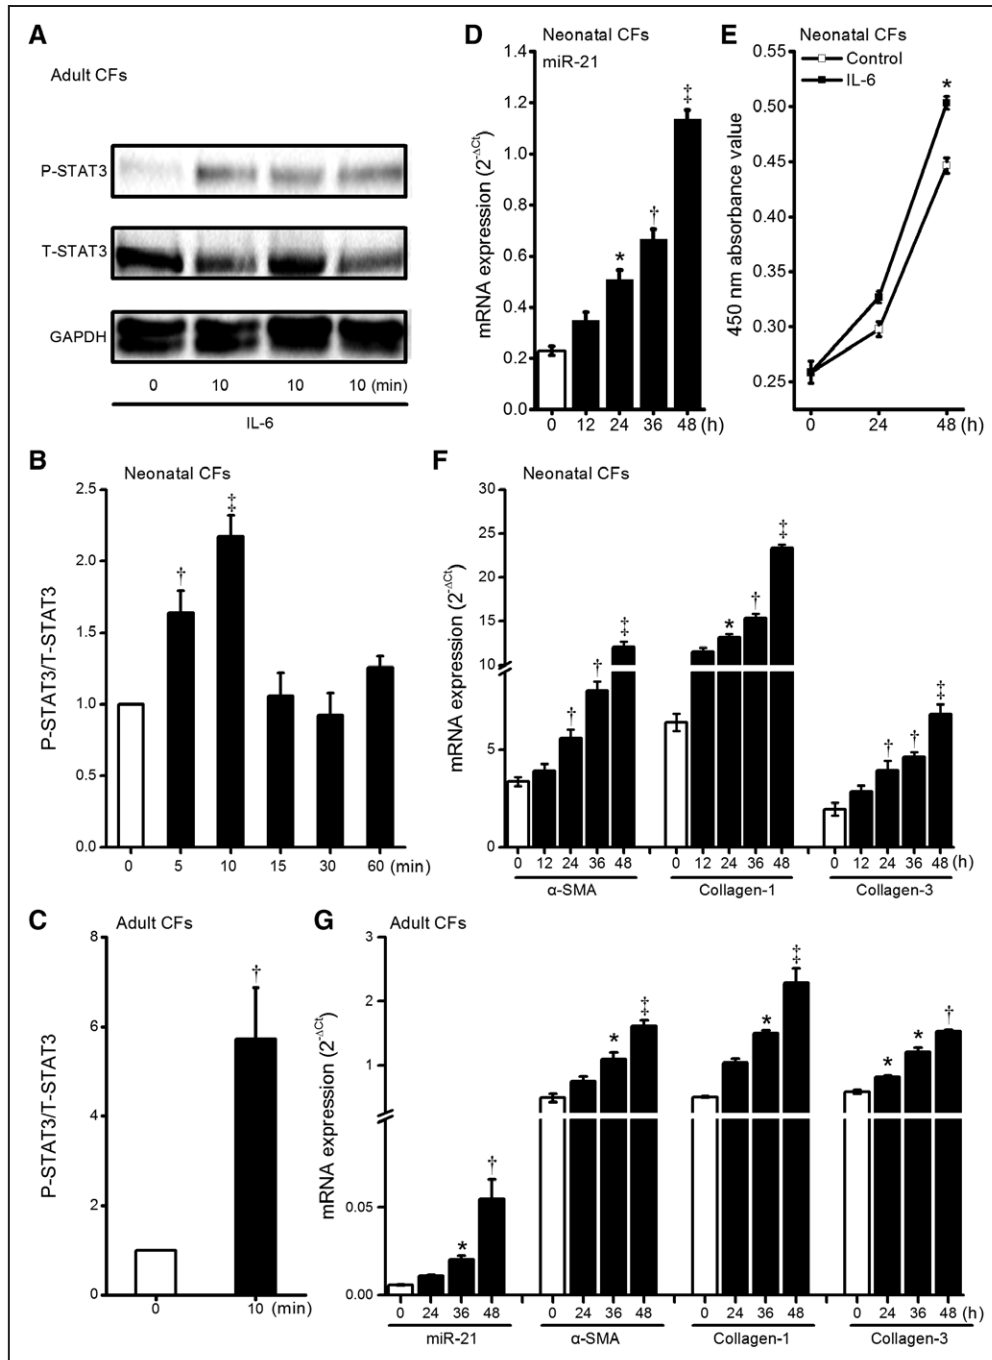 A
Adult CFs
P-STAT3
T-STAT3
GAPDH
0 10 10 10 (min)
IL-6
B
Neonatal CFs
P-STAT3/T-STAT3
2.5
2.0
1.5
1.0
0.5
0.0
†
‡
0 5 10 15 30 60 (min)
C
Adult CFs
P-STAT3/T-STAT3
8
6
4
2
0
†
0 10 (min)
D
Neonatal CFs
miR-21
mRNA expression (2-ΔCt)
1.4
1.2
1.0
0.8
0.6
0.4
0.2
0.0
*
†
‡
0 12 24 36 48 (h)
E
Neonatal CFs
Control
IL-6
450 nm absorbance value
0.55
0.50
0.45
0.40
0.35
0.30
0.25
*
0 24 48 (h)
F
Neonatal CFs
mRNA expression (2-ΔCt)
30
25
20
15
10
5
0
† † ‡
* † ‡
† † ‡
0 12 24 36 48 0 12 24 36 48 0 12 24 36 48 (h)
α-SMA Collagen-1 Collagen-3
G
Adult CFs
mRNA expression (2-ΔCt)
3
2
1
0.05
0.00
* †
* ‡
* ‡
* * †
0 24 36 48 0 24 36 48 0 24 36 48 0 24 36 48 (h)
miR-21 α-SMA Collagen-1 Collagen-3